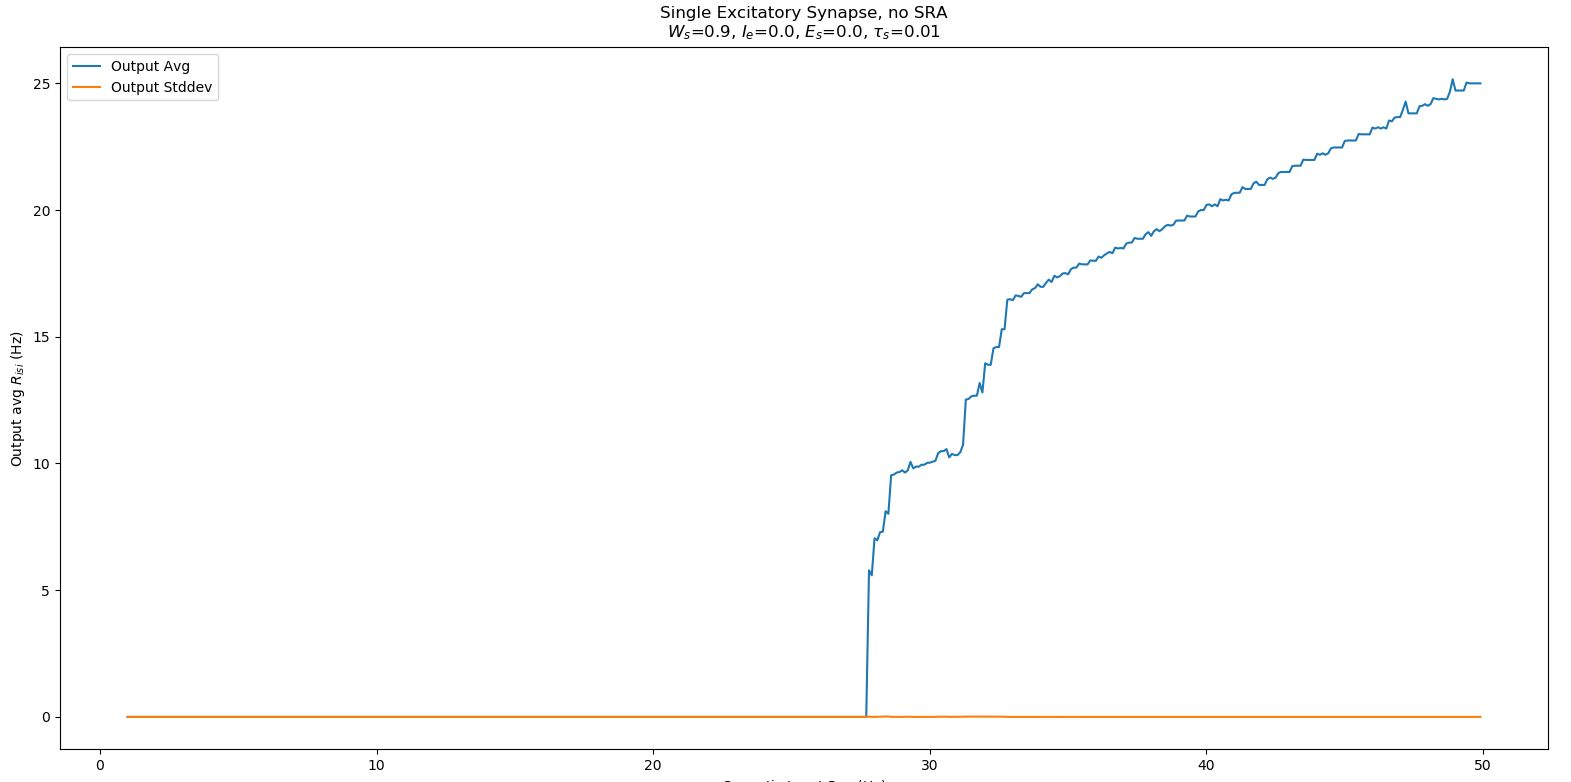 Single Excitatory Synapse, no SRA
Wₛ=0.9, Iₑ=0.0, Eₛ=0.0, τₛ=0.01
Output Avg
Output Stddev
Output avg Rᵢₛᵢ (Hz)
25
20
15
10
5
0
0 10 20 30 40 50